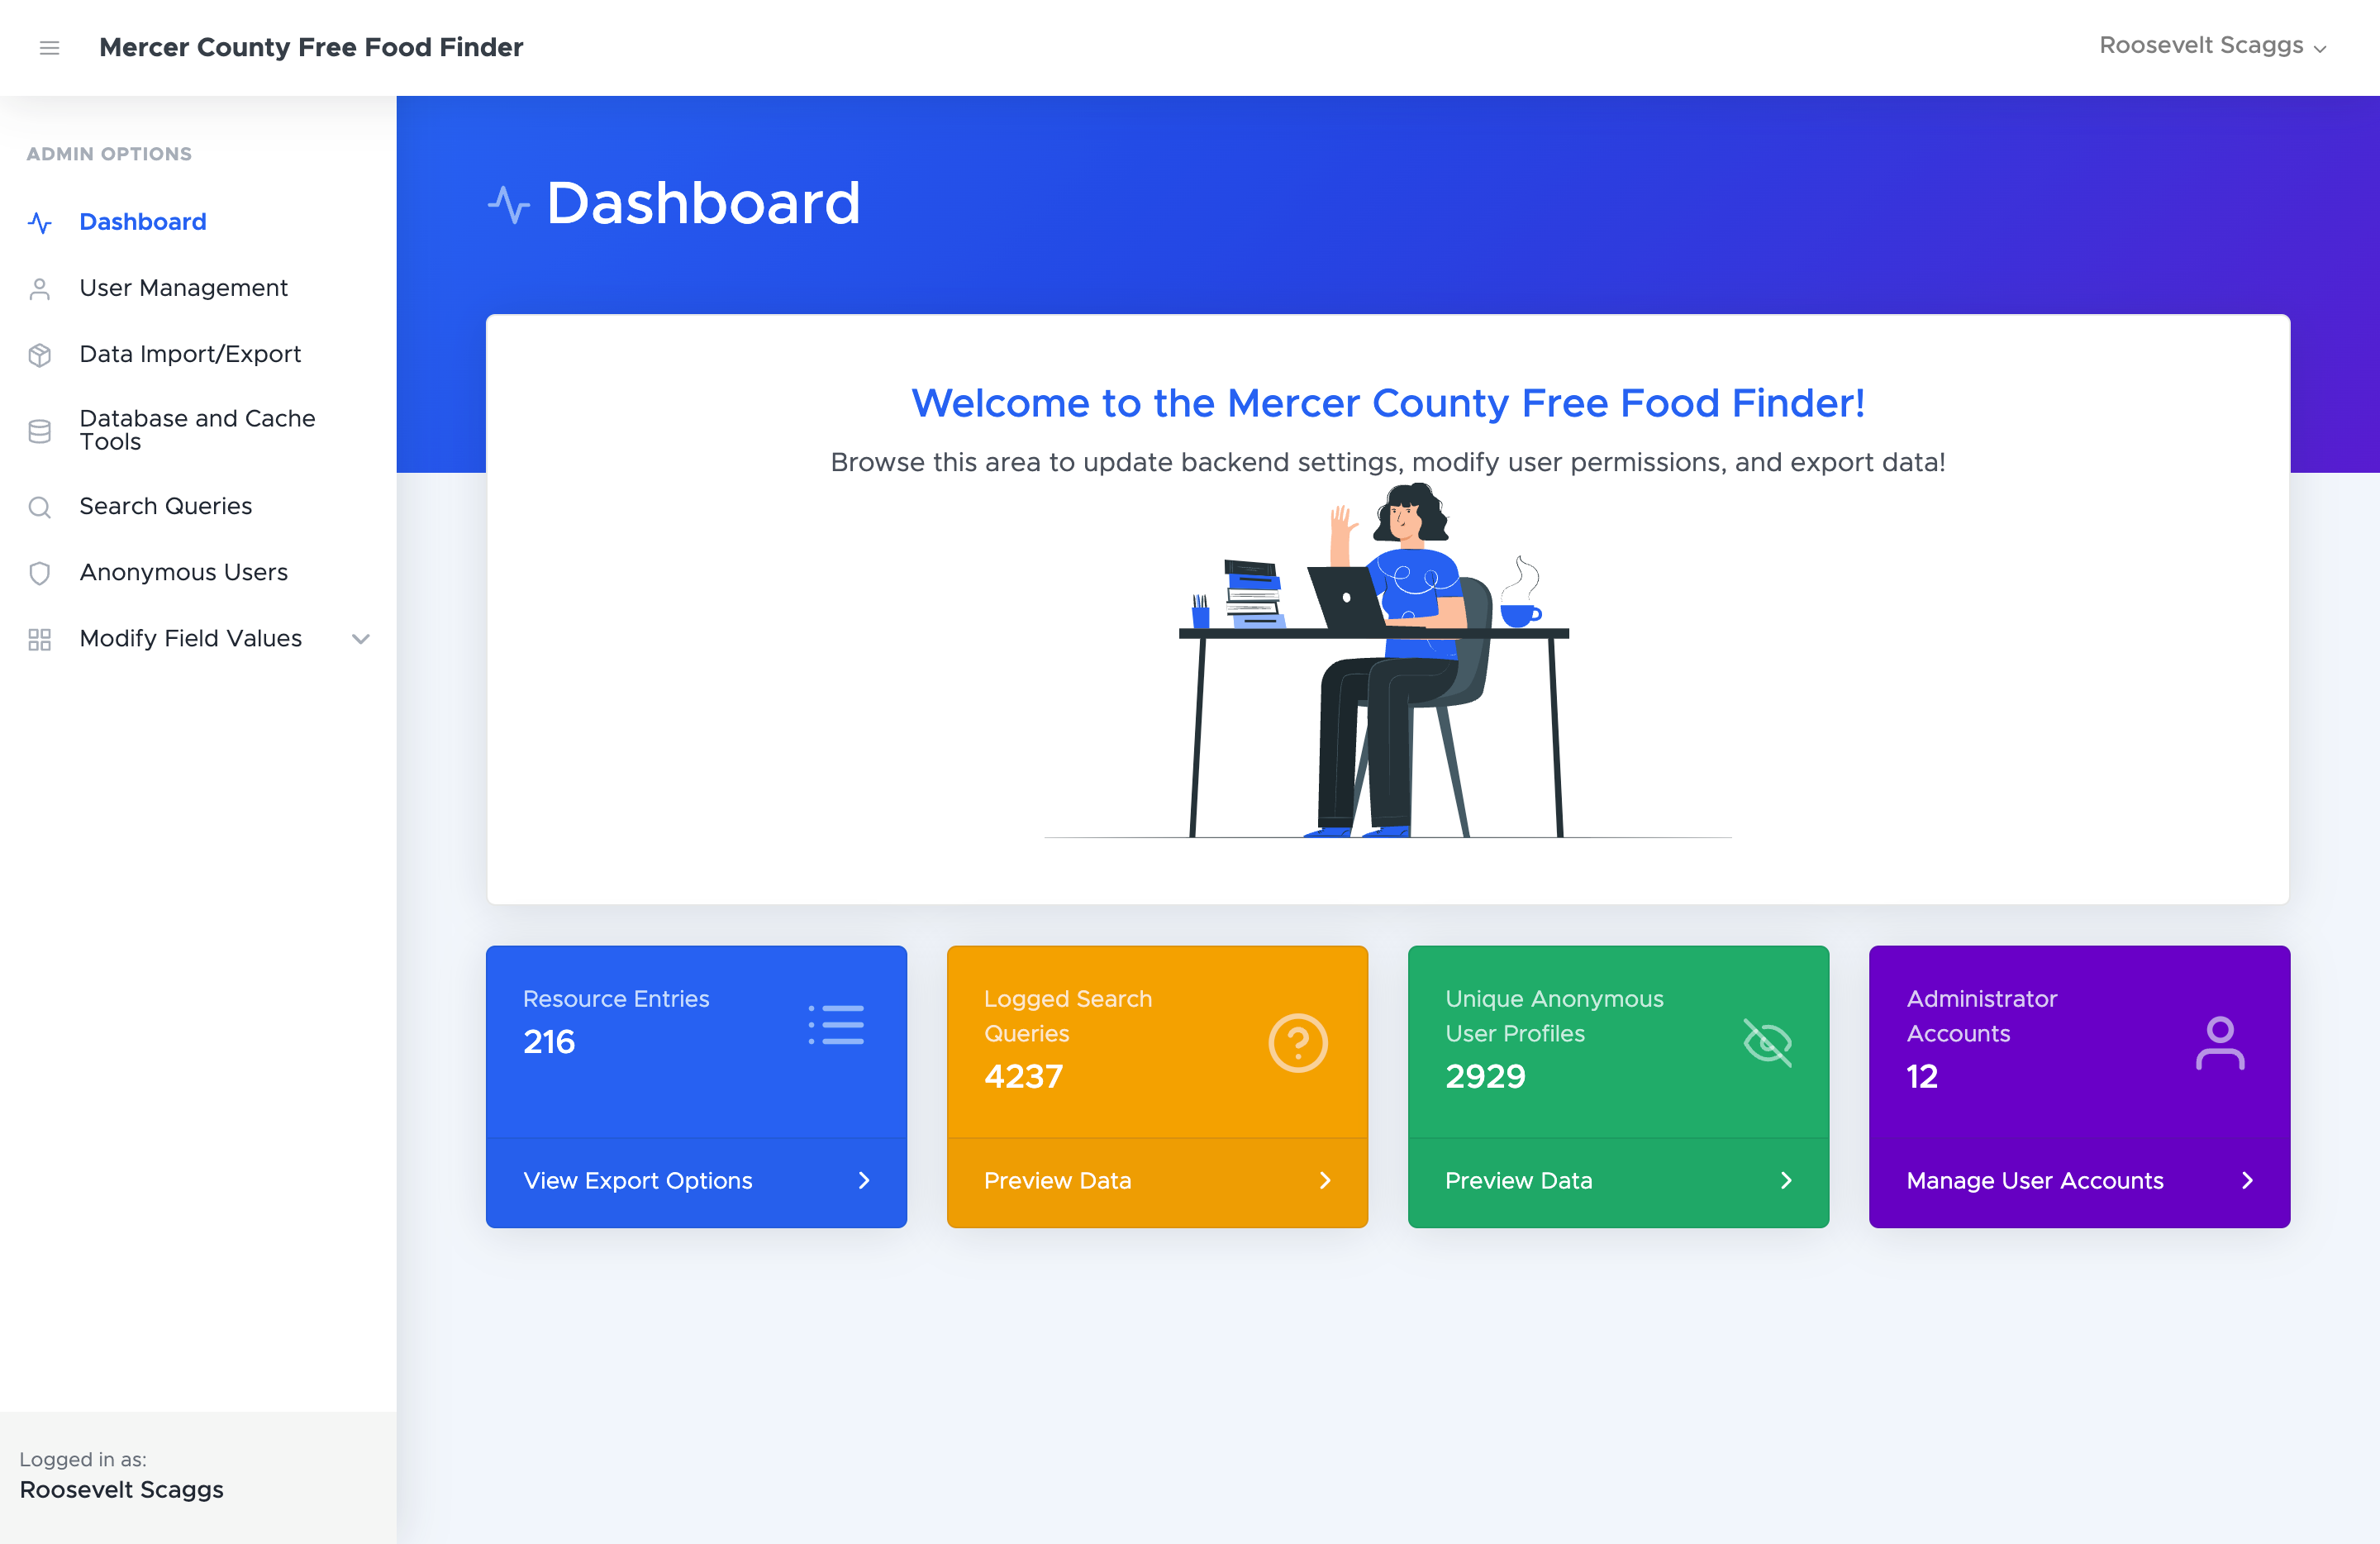 Mercer County Free Food Finder
Roosevelt Scaggs
ADMIN OPTIONS
Dashboard
User Management
Data Import/Export
Database and Cache
Tools
Search Queries
Anonymous Users
Modify Field Values
Logged in as:
Roosevelt Scaggs
Dashboard
Welcome to the Mercer County Free Food Finder!
Browse this area to update backend settings, modify user permissions, and export data!
Resource Entries
216
View Export Options
Logged Search
Queries
4237
Preview Data
Unique Anonymous
User Profiles
2929
Preview Data
Administrator
Accounts
12
Manage User Accounts